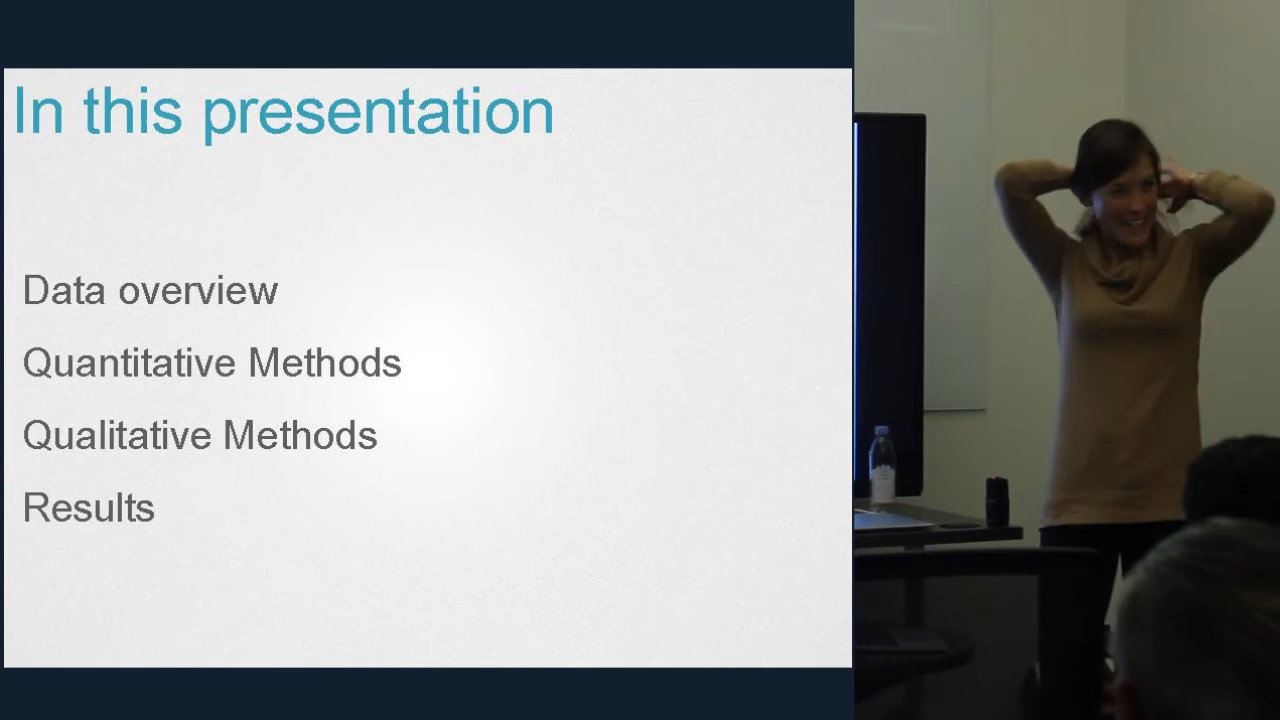 In this presentation
Data overview
Quantitative Methods
Qualitative Methods
Results